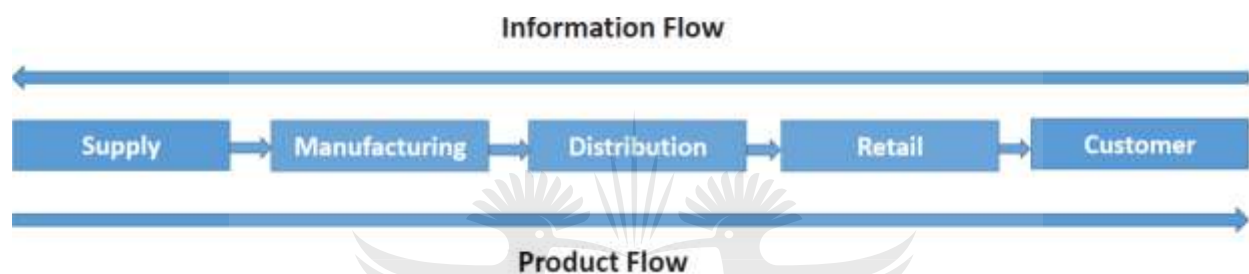 Information Flow
Supply
Manufacturing
Distribution
Retail
Customer
Product Flow